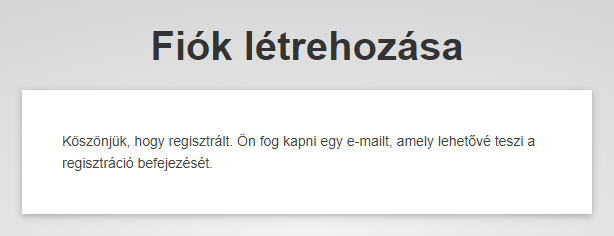 Fiók létrehozása
Köszönjük, hogy regisztrált. Ön fog kapni egy e-mailt, amely lehetővé teszi a
regisztráció befejezését.